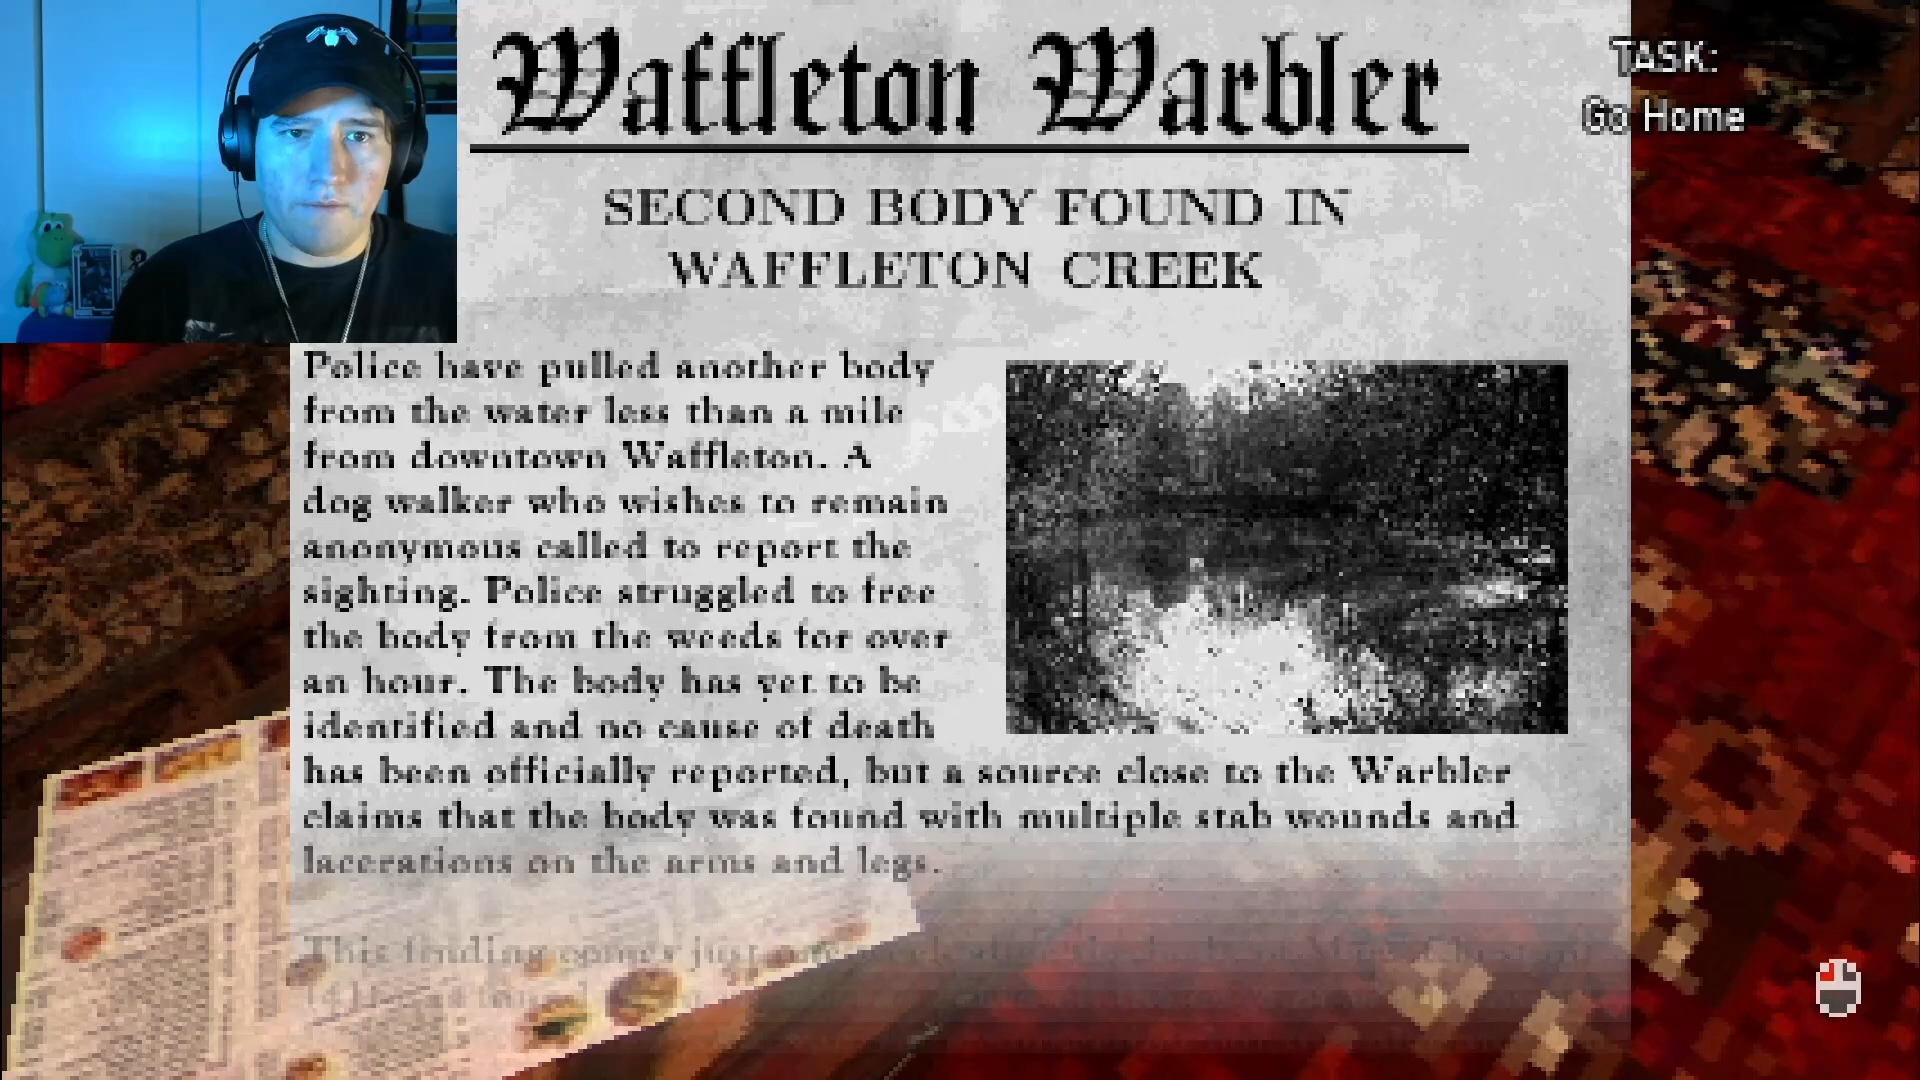 Waffleton Warbler
TASK:
Go Home
SECOND BODY FOUND IN
WAFFLETON CREEK
Police have pulled another body
from the water less than a mile
from downtown Waffleton. A
dog walker who wishes to remain
anonymous called to report the
sighting. Police struggled to free
the body from the weeds for over
an hour. The body has yet to be
identified and no cause of death
has been officially reported, but a source close to the Warbler
claims that the body was found with multiple stab wounds and
lacerations on the arms and legs.
This finding comes just